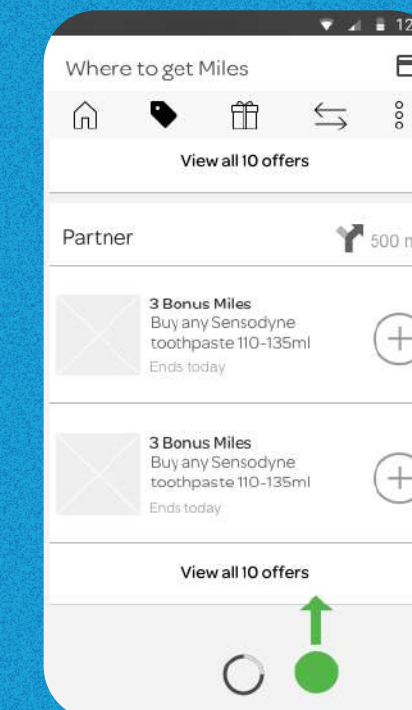 12
Where to get Miles
View all 10 offers
Partner
500 m
3 Bonus Miles
Buy any Sensodyne
toothpaste 110-135ml
Ends today
3 Bonus Miles
Buy any Sensodyne
toothpaste 110-135ml
Ends today
View all 10 offers